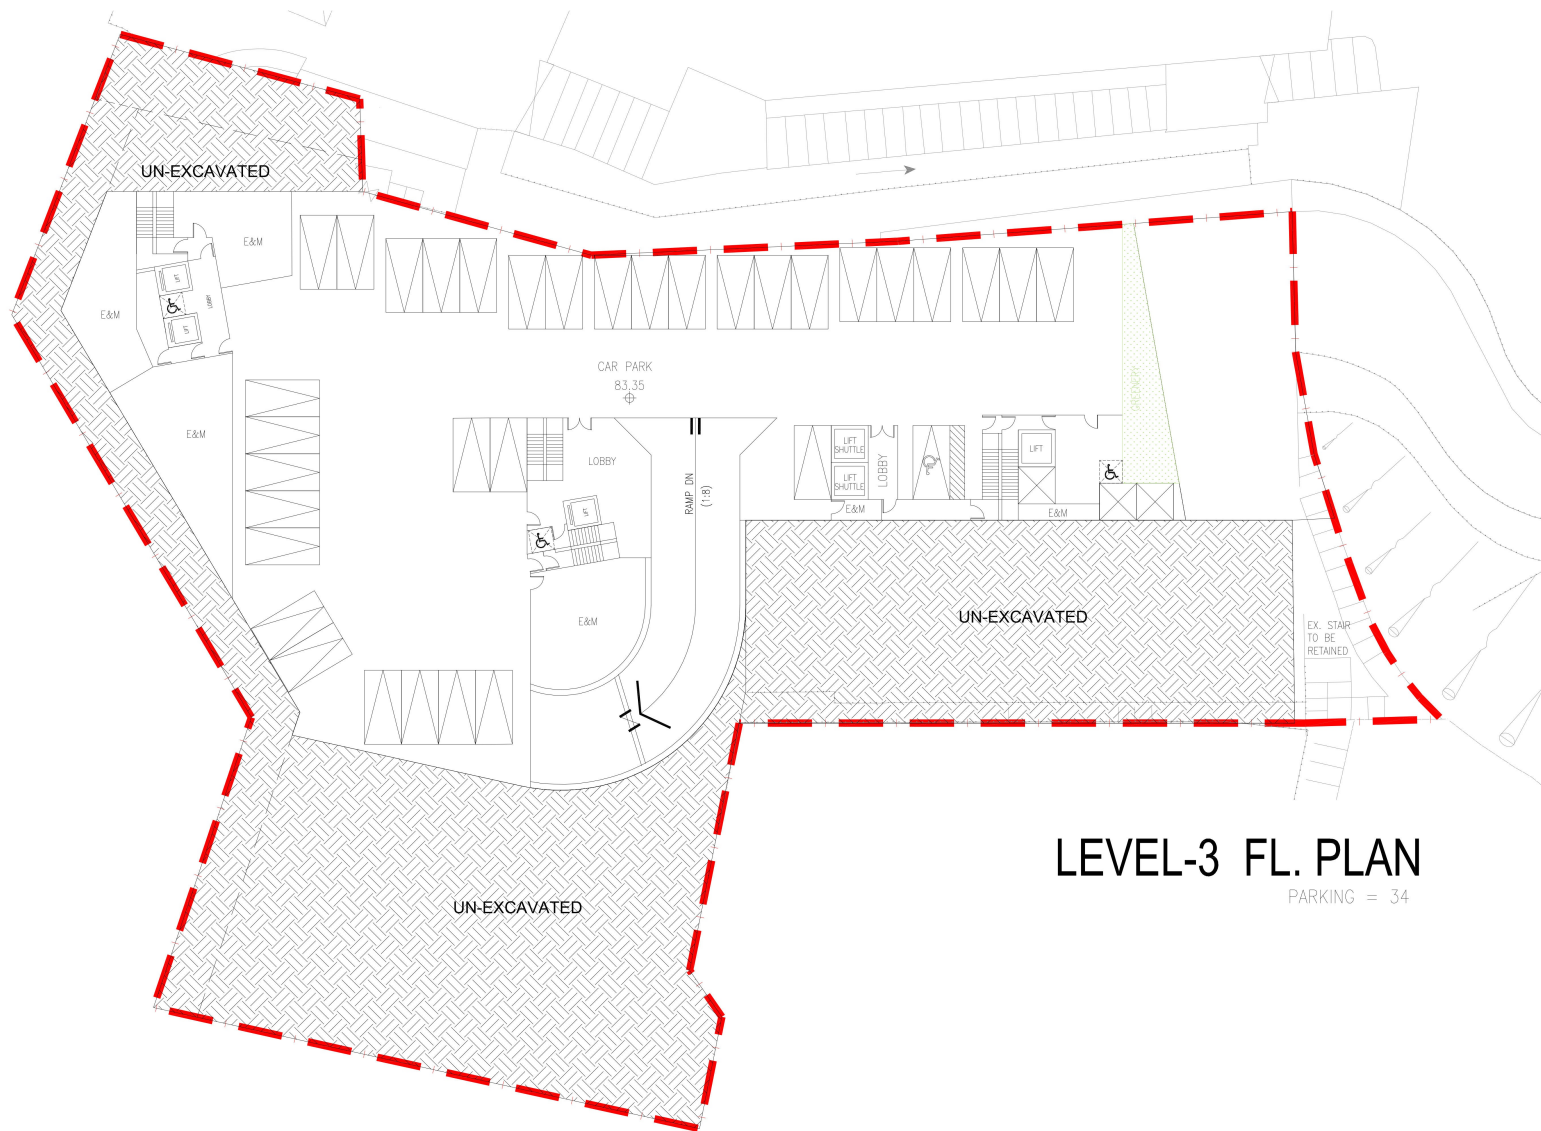 UN-EXCAVATED
E&M
E&M
LIFT
LOBBY
LIFT
CAR PARK
83.35
GREENERY
E&M
LOBBY
LIFT
SHUTTLE
LIFT
SHUTTLE
LOBBY
LIFT
RAMP DN
(1:8)
LIFT
E&M
E&M
E&M
UN-EXCAVATED
EX. STAIR
TO BE
RETAINED
UN-EXCAVATED
LEVEL-3 FL. PLAN
PARKING = 34